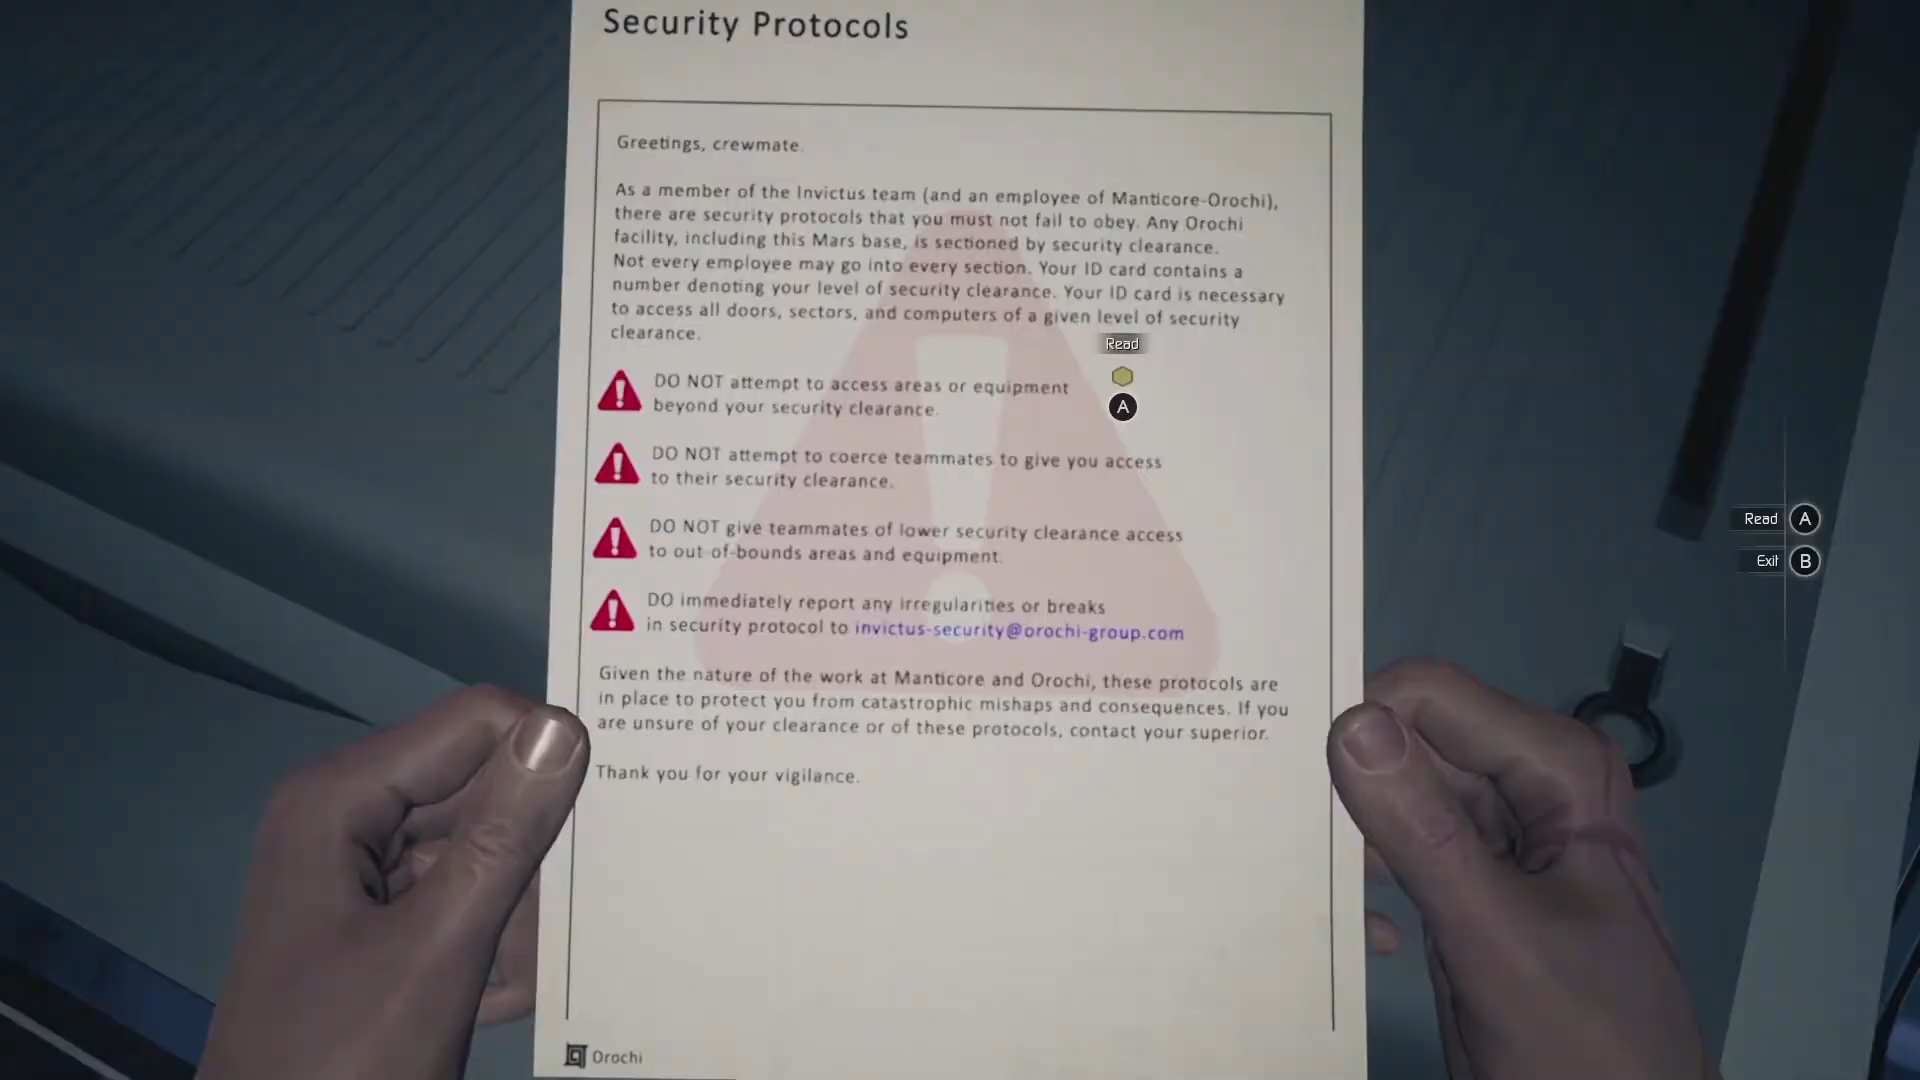 Security Protocols
Greetings, crewmate.
As a member of the Invictus team (and an employee of Manticore-Orochi),
there are security protocols that you must not fail to obey. Any Orochi
facility, including this Mars base, is sectioned by security clearance.
Not every employee may go into every section. Your ID card contains a
number denoting your level of security clearance. Your ID card is necessary
to access all doors, sectors, and computers of a given level of security
clearance.
Read
A
DO NOT attempt to access areas or equipment
beyond your security clearance.
DO NOT attempt to coerce teammates to give you access
to their security clearance.
DO NOT give teammates of lower security clearance access
to out-of-bounds areas and equipment.
DO immediately report any irregularities or breaks
in security protocol to invictus-security@orochi-group.com
Given the nature of the work at Manticore and Orochi, these protocols are
in place to protect you from catastrophic mishaps and consequences. If you
are unsure of your clearance or of these protocols, contact your superior.
Thank you for your vigilance.
Orochi
Read A
Exit B